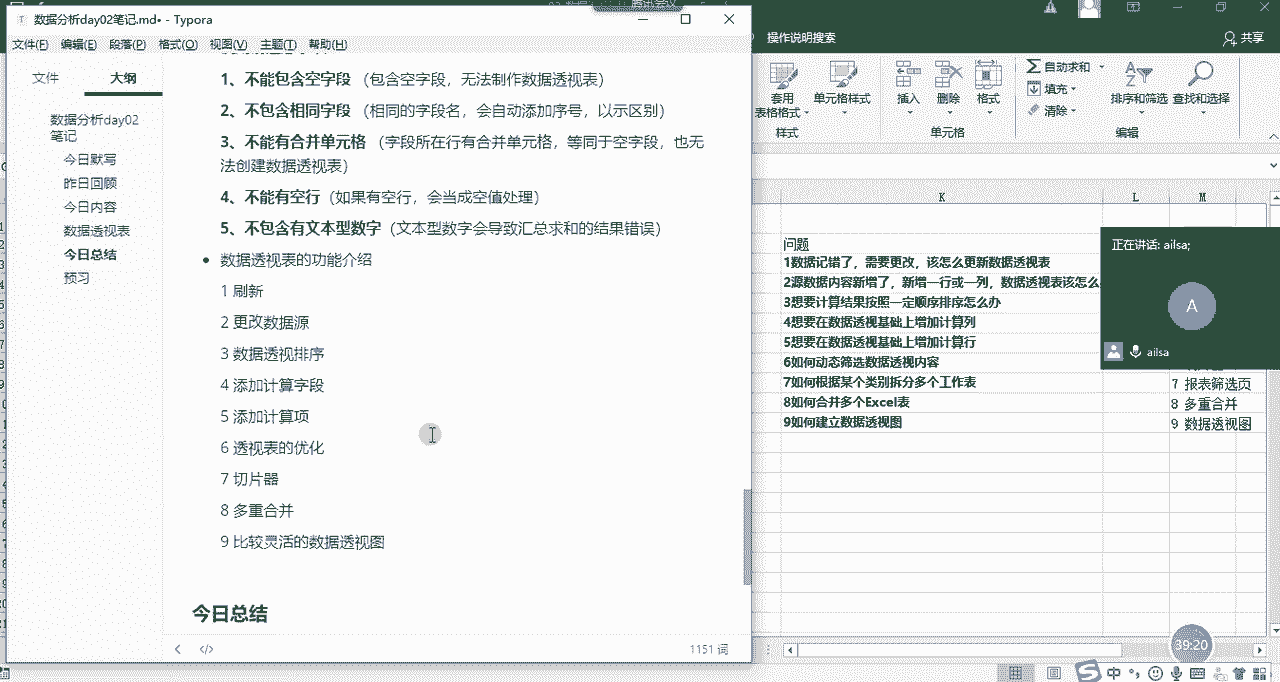 数据分析day02笔记.md• - Typora
文件(F) 编辑(E) 段落(P) 格式(O) 视图(V) 主题(T) 帮助(H)
文件 大纲
数据分析day02
笔记
今日默写
昨日回顾
今日内容
数据透视表
今日总结
预习
1、不能包含空字段 （包含空字段，无法制作数据透视表）
2、不包含相同字段 （相同的字段名，会自动添加序号，以示区别）
3、不能有合并单元格 （字段所在行有合并单元格，等同于空字段，也无
法创建数据透视表）
4、不能有空行（如果有空行，会当成空值处理）
5、不包含有文本型数字（文本型数字会导致汇总求和的结果错误）
数据透视表的功能介绍
1 刷新
2 更改数据源
3 数据透视排序
4 添加计算字段
5 添加计算项
6 透视表的优化
7 切片器
8 多重合并
9 比较灵活的数据透视图
今日总结
1151 词
操作说明搜索
共享
套用
表格格式
单元格样式
样式
插入 删除 格式
单元格
自动求和
填充
清除
排序和筛选 查找和选择
编辑
K L M
问题
1数据记错了，需要更改，该怎么更新数据透视表
2源数据内容新增了，新增一行或一列，数据透视表该怎么
3想要计算结果按照一定顺序排序怎么办
4想要在数据透视基础上增加计算列
5想要在数据透视基础上增加计算行
6如何动态筛选数据透视内容
7如何根据某个类别拆分多个工作表
8如何合并多个Excel表
9如何建立数据透视图
正在讲话: ailsa;
A
ailsa
7 报表筛选页
8 多重合并
9 数据透视图
39:20
中